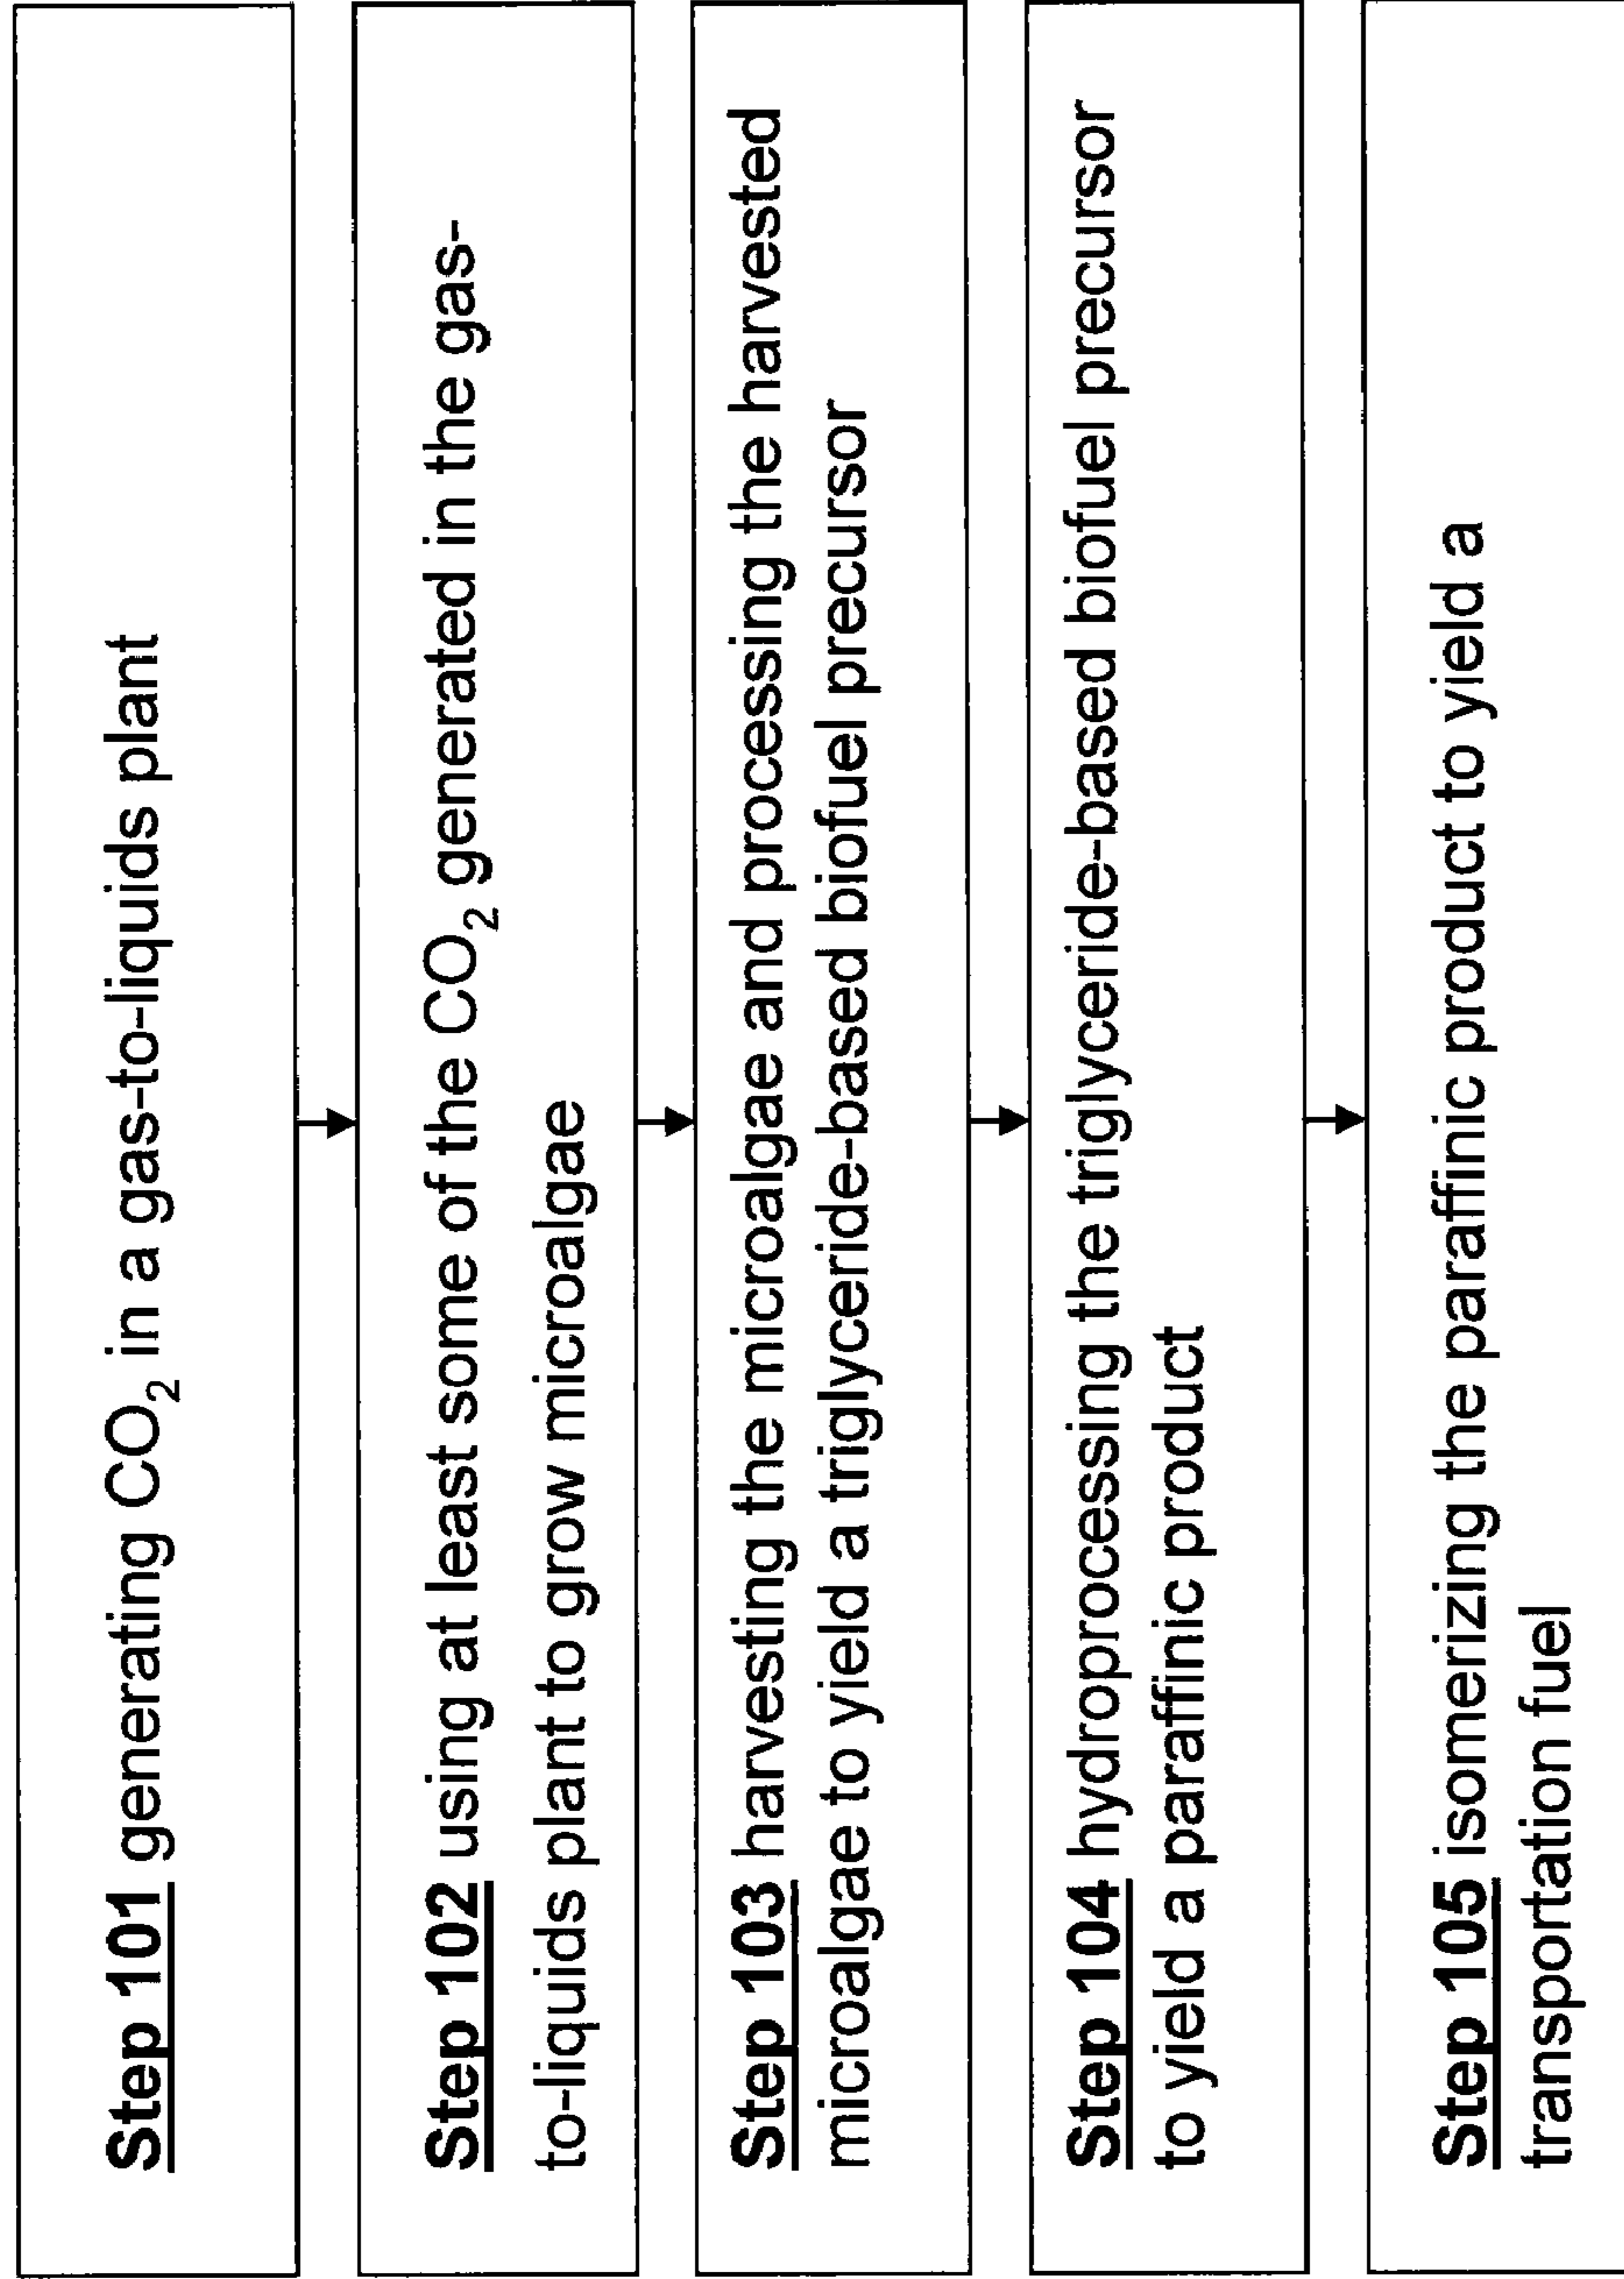 Step 101 generating CO₂ in a gas-to-liquids plant
Step 102 using at least some of the CO₂ generated in the gas-
to-liquids plant to grow microalgae
Step 103 harvesting the microalgae and processing the harvested
microalgae to yield a triglyceride-based biofuel precursor
Step 104 hydroprocessing the triglyceride-based biofuel precursor
to yield a paraffinic product
Step 105 isomerizing the paraffinic product to yield a
transportation fuel